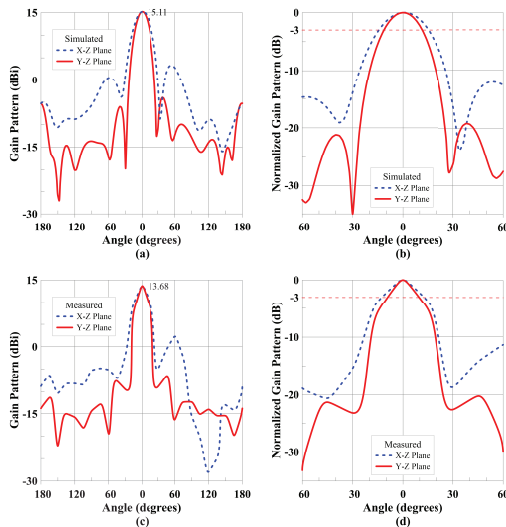 Gain Pattern (dBi)
15
0
-15
-30
5.11
Simulated
X-Z Plane
Y-Z Plane
180 120 60 0 60 120 180
Angle (degrees)
(a)
Normalized Gain Pattern (dB)
0
-3
-10
-20
-30
Simulated
X-Z Plane
Y-Z Plane
60 30 0 30 60
Angle (degrees)
(b)
Gain Pattern (dBi)
15
0
-15
-30
13.68
Measured
X-Z Plane
Y-Z Plane
180 120 60 0 60 120 180
Angle (degrees)
(c)
Normalized Gain Pattern (dB)
0
-3
-10
-20
-30
Measured
X-Z Plane
Y-Z Plane
60 30 0 30 60
Angle (degrees)
(d)